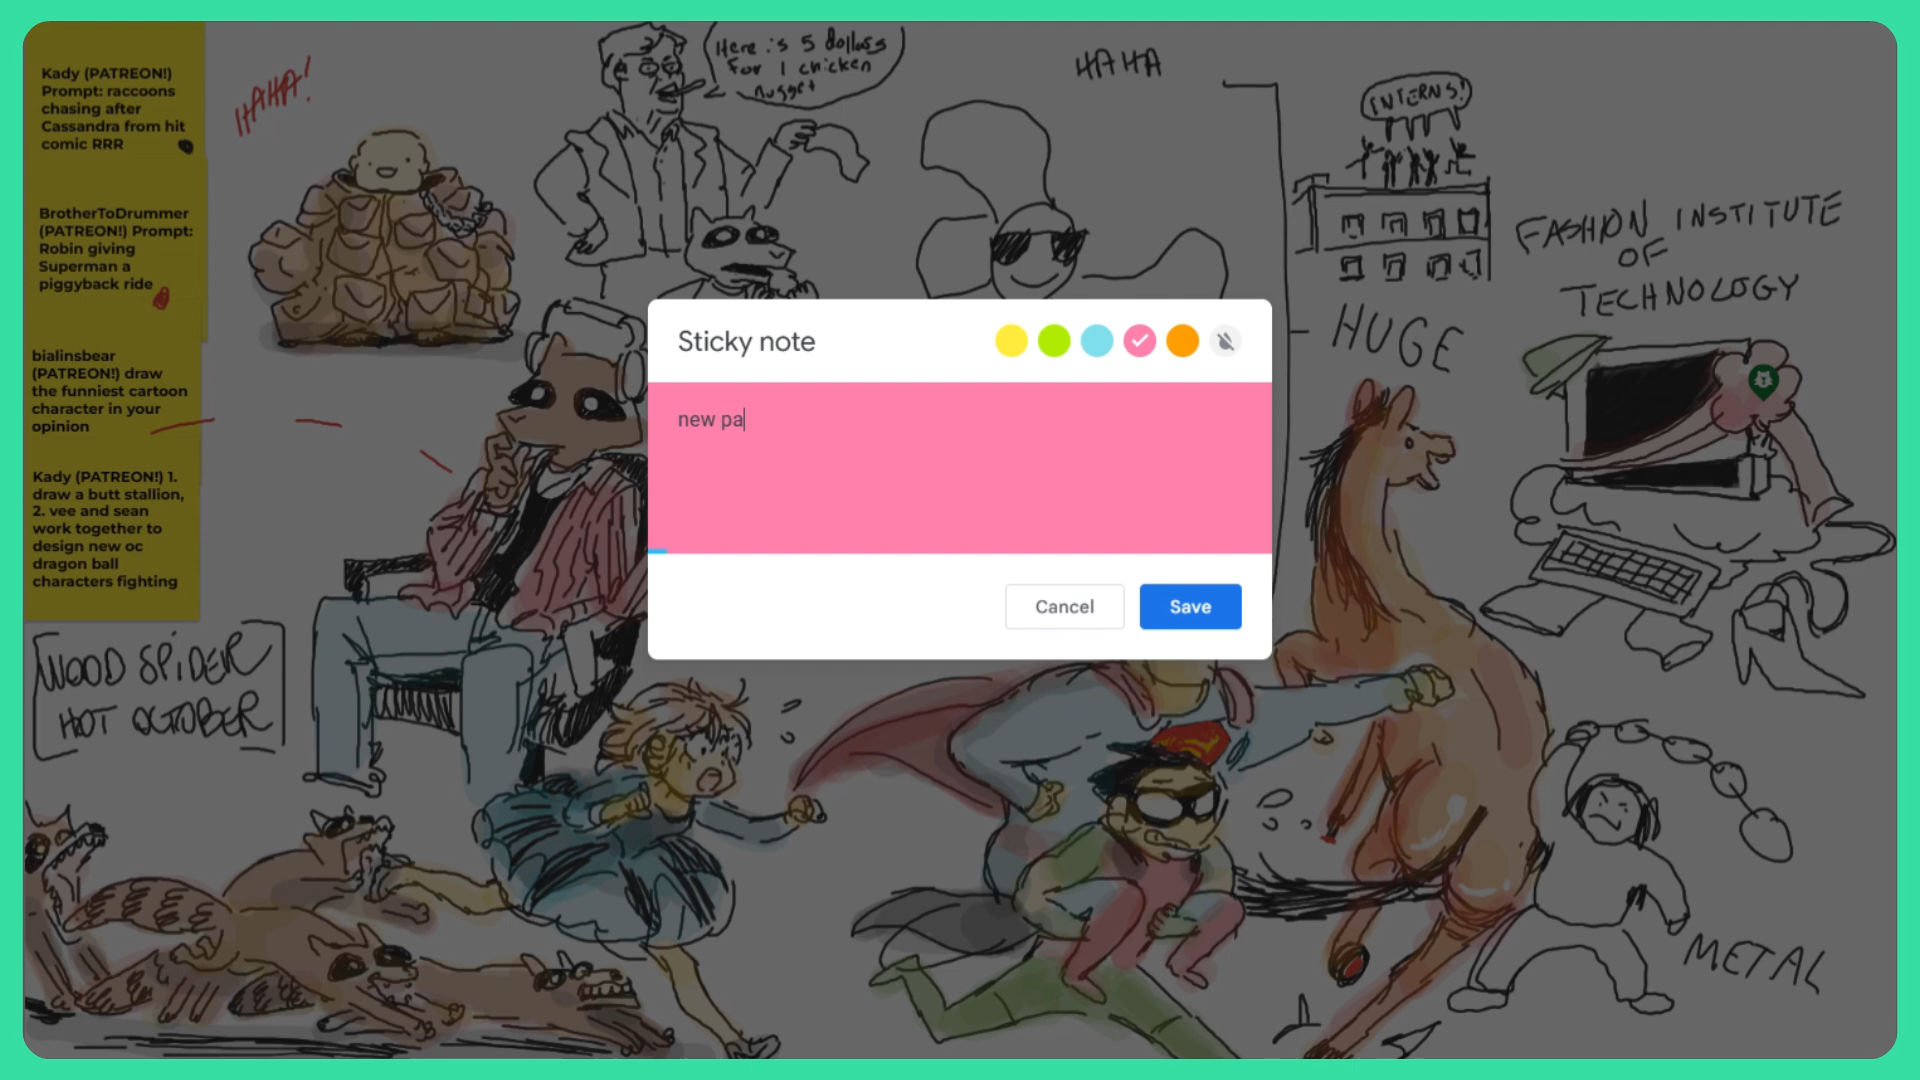 Kady (PATREON!)
Prompt: raccoons
chasing after
Cassandra from hit
comic RRR
BrotherToDrummer
(PATREON!) Prompt:
Robin giving
Superman a
piggyback ride
bialinsbear
(PATREON!) draw
the funniest cartoon
character in your
opinion
Kady (PATREON!) 1.
draw a butt stallion,
2. vee and sean
work together to
design new oc
dragon ball
characters fighting
HAHA!
Here is 5 dollars
for 1 chicken
nugget
HAHA
INTERNS!
HUGE
FASHION INSTITUTE
OF
TECHNOLOGY
Sticky note
new pa
Cancel
Save
WOOD SPIDER
HOT OCTOBER
METAL